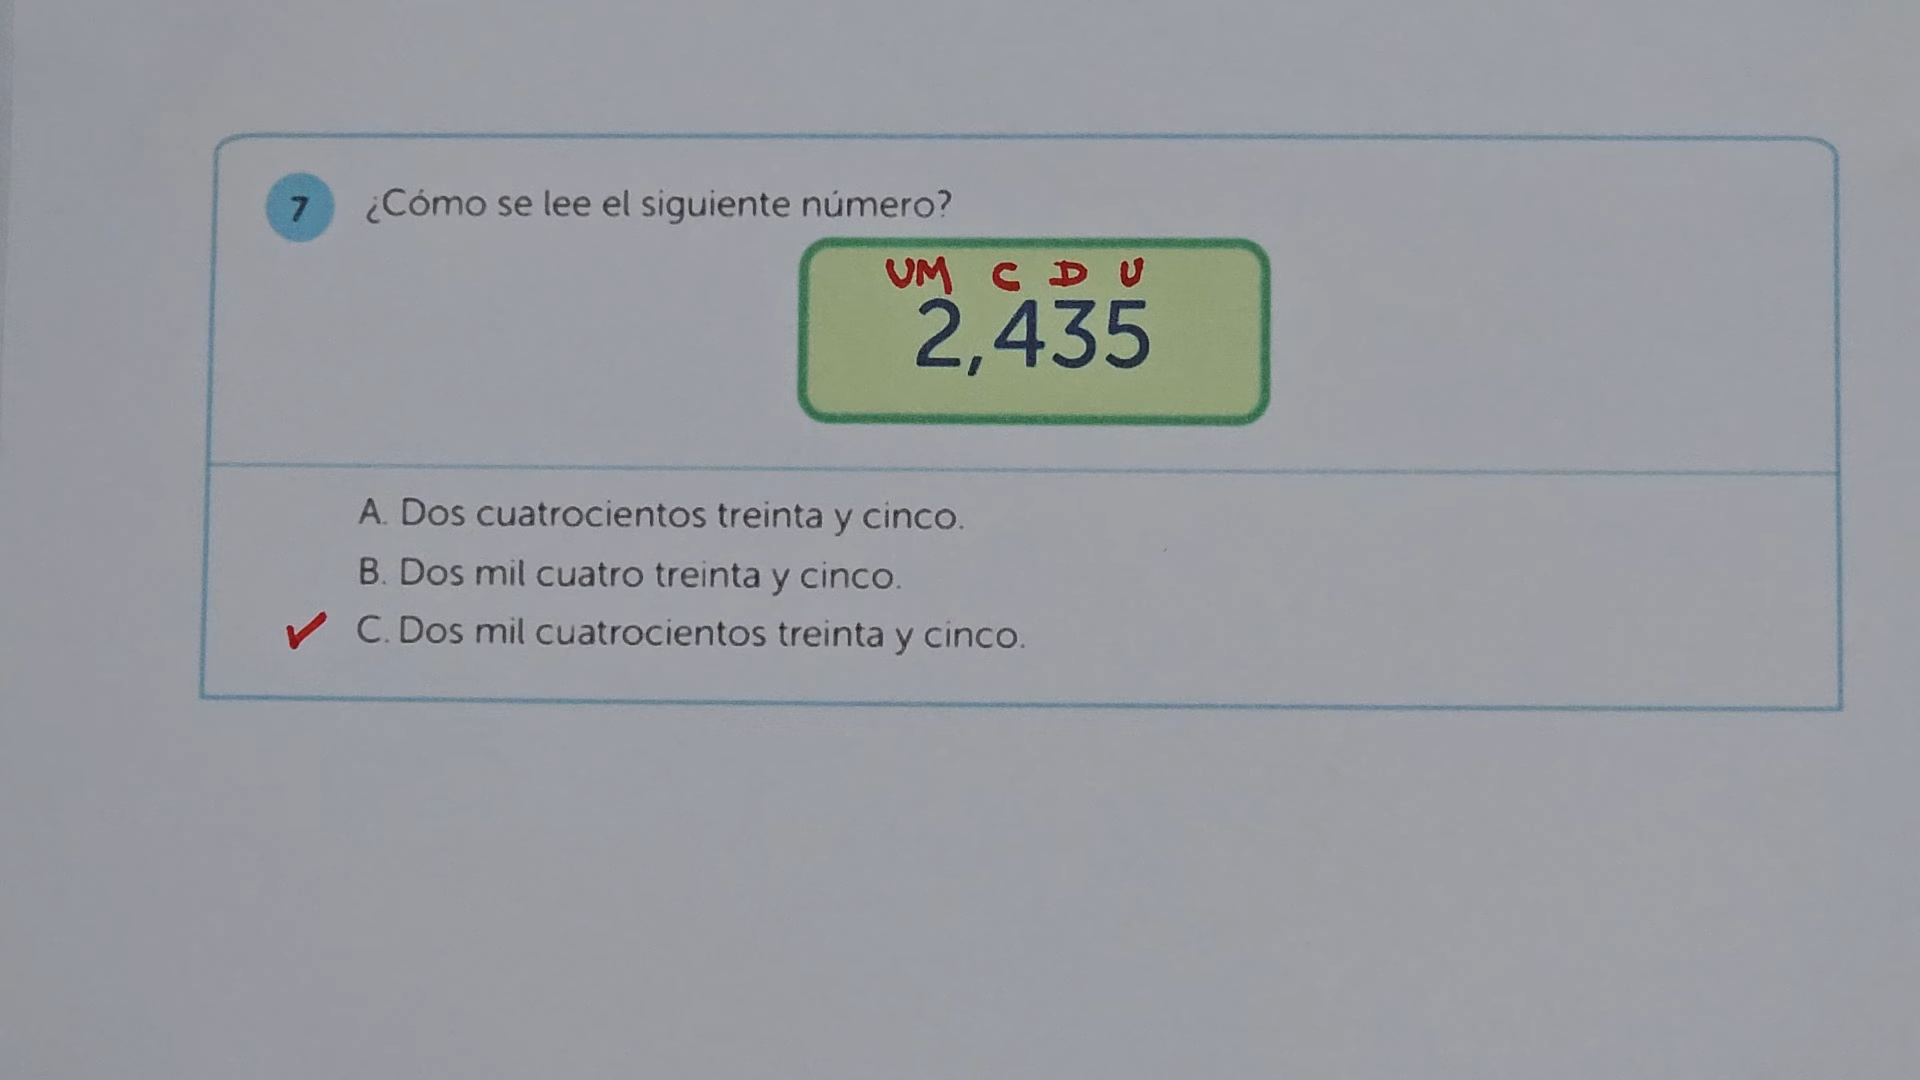 7 ¿Cómo se lee el siguiente número?
UM C D U
2,435
A. Dos cuatrocientos treinta y cinco.
B. Dos mil cuatro treinta y cinco.
✓ C. Dos mil cuatrocientos treinta y cinco.